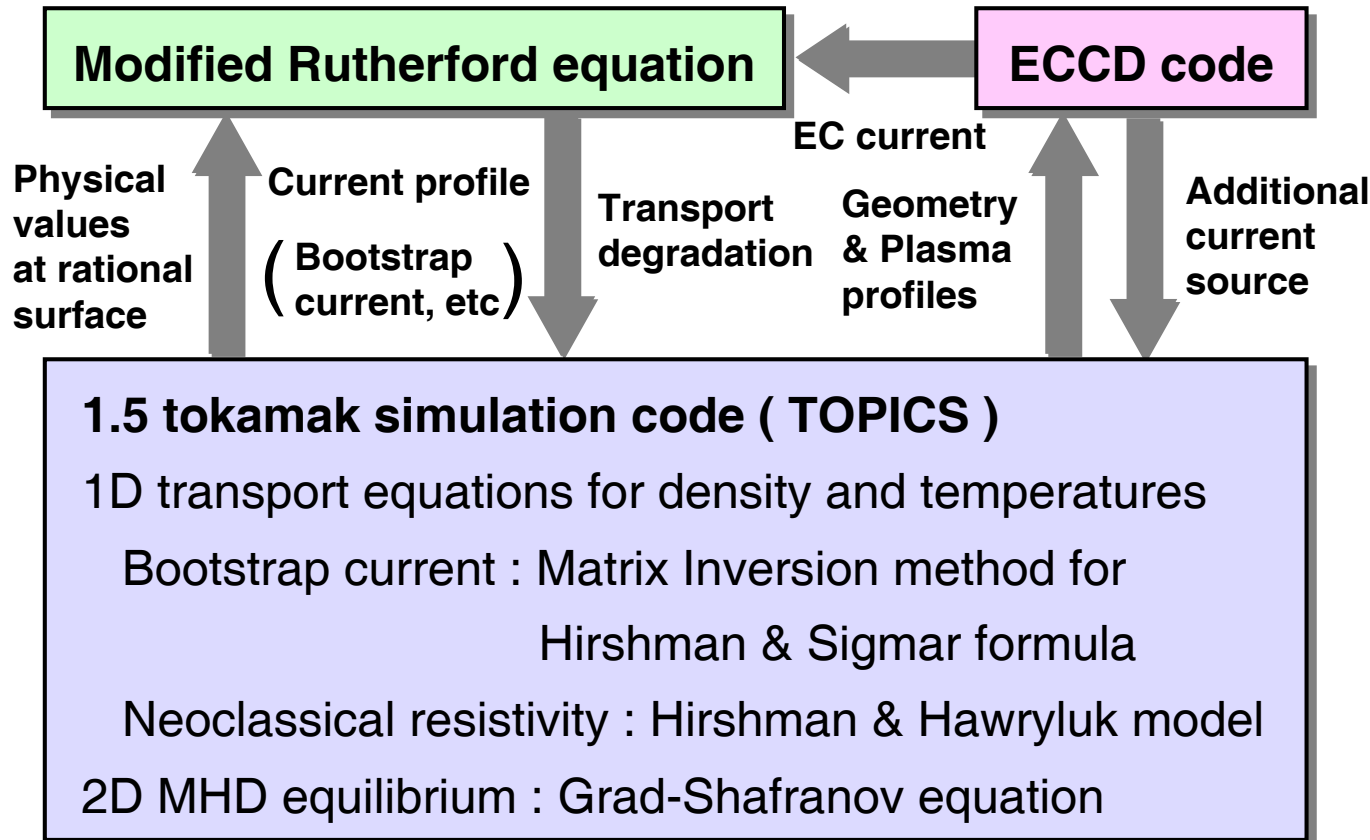 Modified Rutherford equation
ECCD code
EC current
Physical
values
at rational
surface
Current profile
( Bootstrap
current, etc )
Transport
degradation
Geometry
& Plasma
profiles
Additional
current
source
1.5 tokamak simulation code ( TOPICS )
1D transport equations for density and temperatures
Bootstrap current : Matrix Inversion method for
Hirshman & Sigmar formula
Neoclassical resistivity : Hirshman & Hawryluk model
2D MHD equilibrium : Grad-Shafranov equation